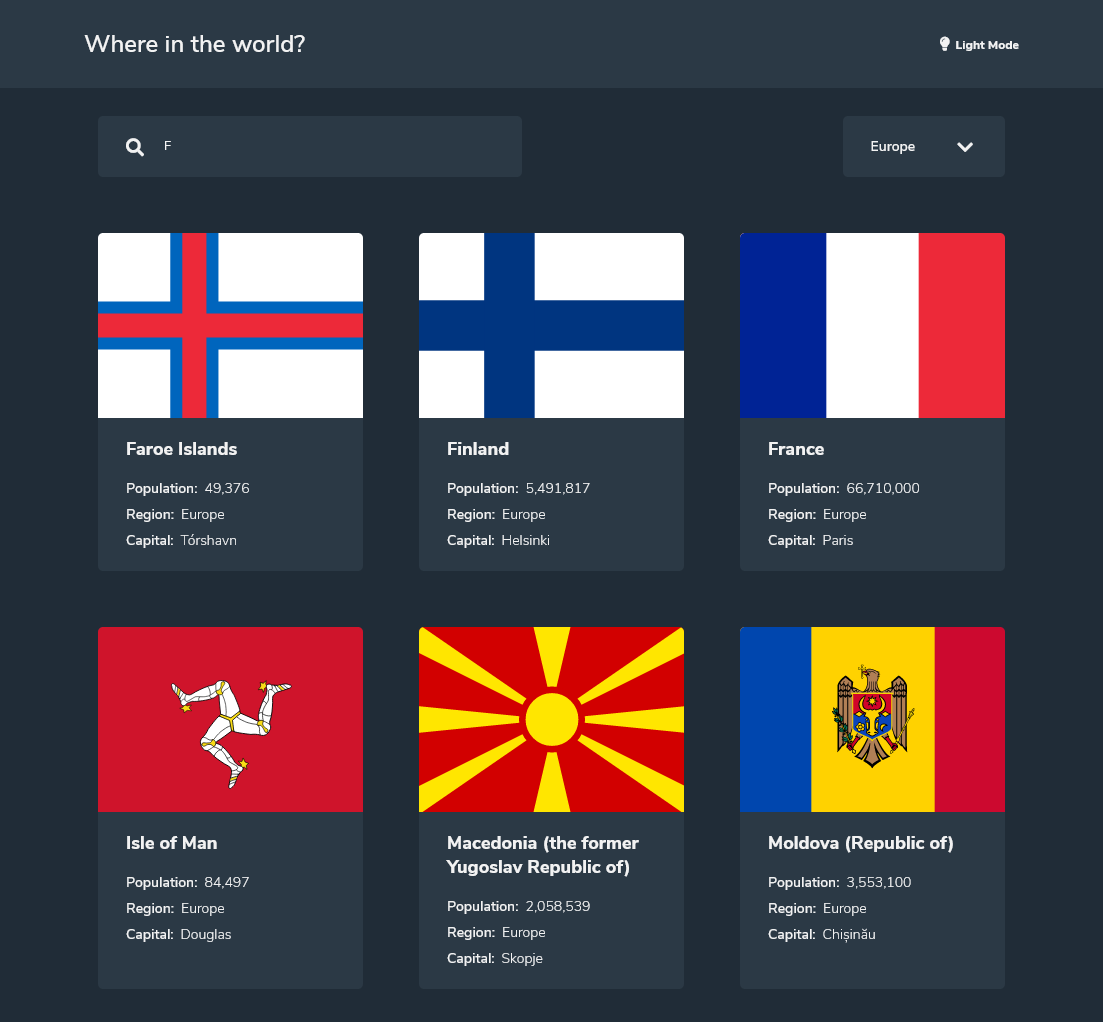 Where in the world?
Light Mode
F
Europe
Faroe Islands
Population: 49,376
Region: Europe
Capital: Tórshavn
Finland
Population: 5,491,817
Region: Europe
Capital: Helsinki
France
Population: 66,710,000
Region: Europe
Capital: Paris
Isle of Man
Population: 84,497
Region: Europe
Capital: Douglas
Macedonia (the former
Yugoslav Republic of)
Population: 2,058,539
Region: Europe
Capital: Skopje
Moldova (Republic of)
Population: 3,553,100
Region: Europe
Capital: Chișinău